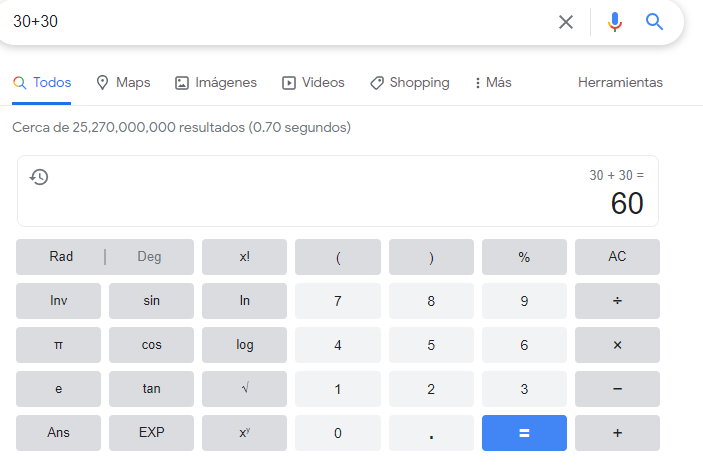 30+30
Todos Maps Imágenes Videos Shopping Más Herramientas
Cerca de 25,270,000,000 resultados (0.70 segundos)
30 + 30 =
60
Rad | Deg x! ( ) % AC
Inv sin ln 7 8 9 ÷
π cos log 4 5 6 ×
e tan √ 1 2 3 −
Ans EXP xʸ 0 . = +